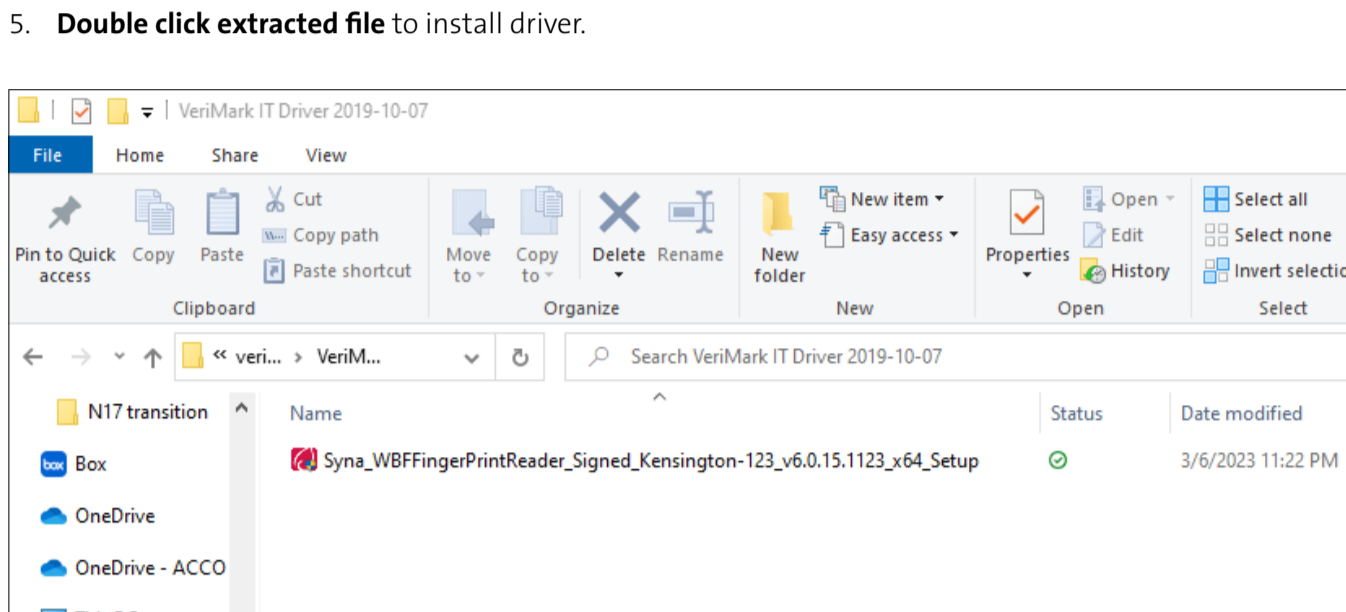 5. Double click extracted file to install driver.
VeriMark IT Driver 2019-10-07
File Home Share View
Pin to Quick access
Copy
Paste
Cut
Copy path
Paste shortcut
Clipboard
Move to
Copy to
Delete
Rename
Organize
New folder
New item
Easy access
New
Properties
Open
Edit
History
Open
Select all
Select none
Invert selectio
Select
« veri... › VeriM...
Search VeriMark IT Driver 2019-10-07
N17 transition
box Box
OneDrive
OneDrive - ACCO
Name Status Date modified
Syna_WBFFingerPrintReader_Signed_Kensington-123_v6.0.15.1123_x64_Setup 3/6/2023 11:22 PM